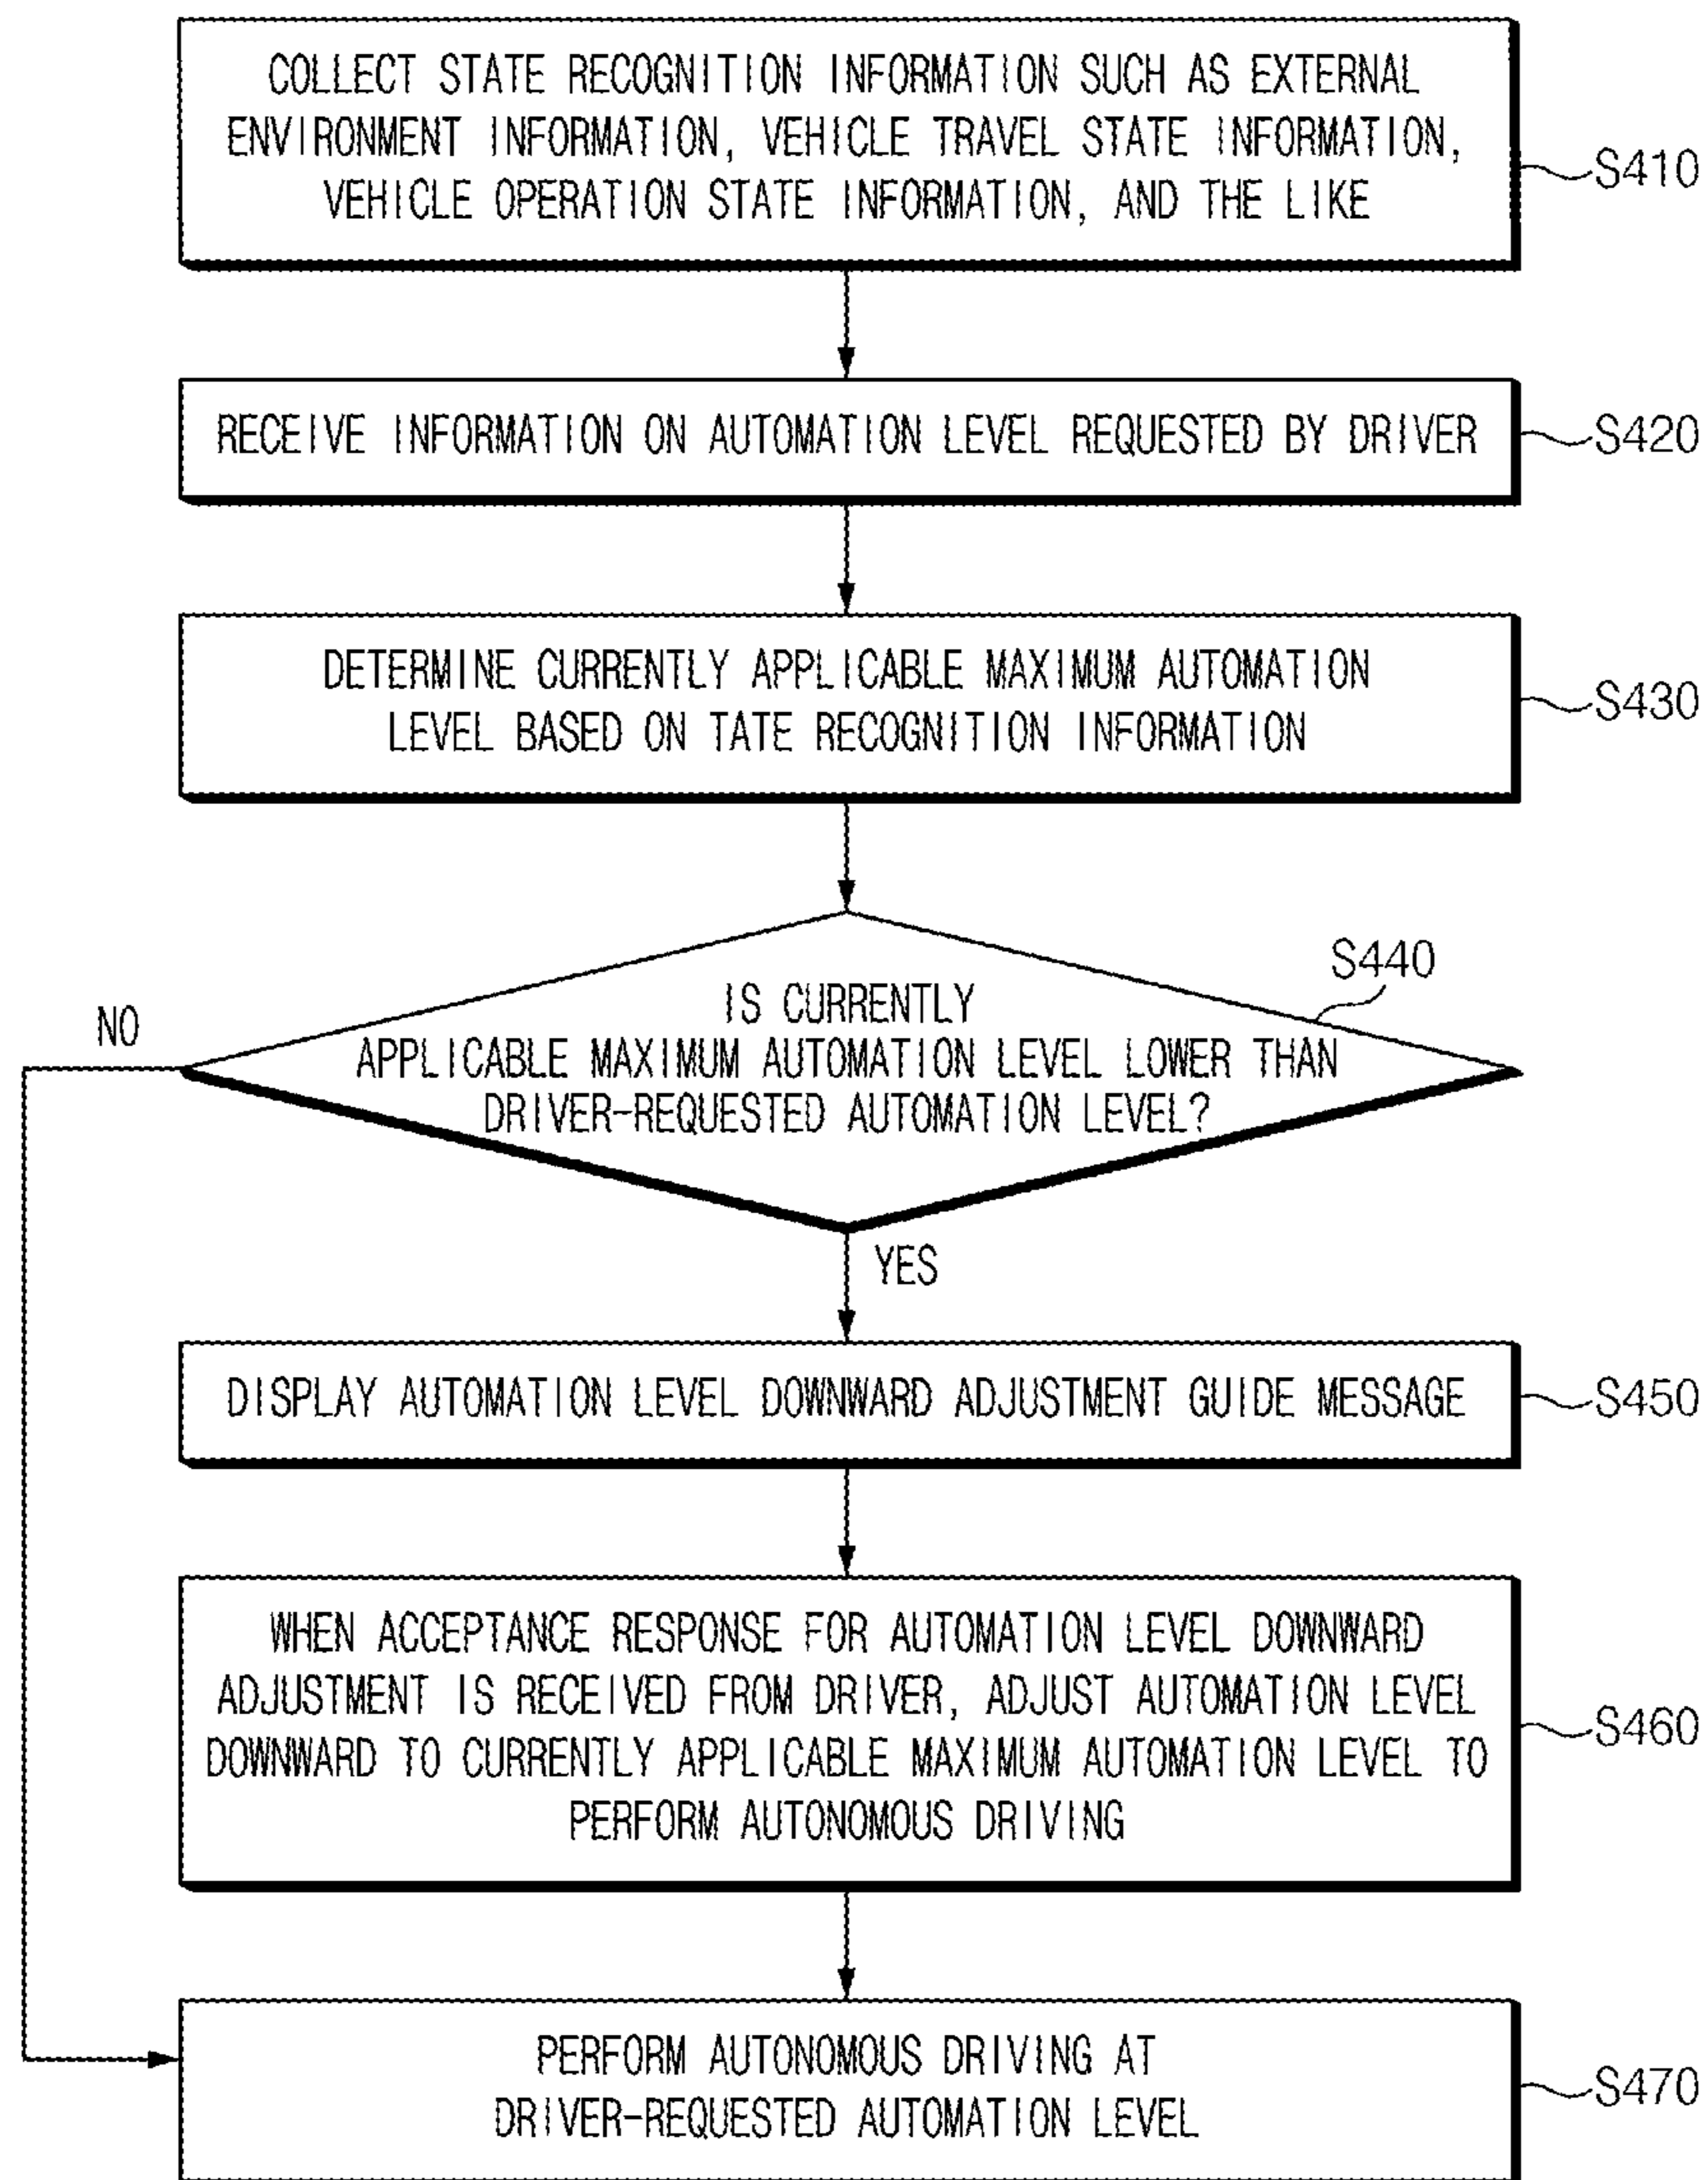 COLLECT STATE RECOGNITION INFORMATION SUCH AS EXTERNAL
ENVIRONMENT INFORMATION, VEHICLE TRAVEL STATE INFORMATION,
VEHICLE OPERATION STATE INFORMATION, AND THE LIKE
S410
RECEIVE INFORMATION ON AUTOMATION LEVEL REQUESTED BY DRIVER
S420
DETERMINE CURRENTLY APPLICABLE MAXIMUM AUTOMATION
LEVEL BASED ON TATE RECOGNITION INFORMATION
S430
S440
IS CURRENTLY
APPLICABLE MAXIMUM AUTOMATION LEVEL LOWER THAN
DRIVER-REQUESTED AUTOMATION LEVEL?
NO
YES
DISPLAY AUTOMATION LEVEL DOWNWARD ADJUSTMENT GUIDE MESSAGE
S450
WHEN ACCEPTANCE RESPONSE FOR AUTOMATION LEVEL DOWNWARD
ADJUSTMENT IS RECEIVED FROM DRIVER, ADJUST AUTOMATION LEVEL
DOWNWARD TO CURRENTLY APPLICABLE MAXIMUM AUTOMATION LEVEL TO
PERFORM AUTONOMOUS DRIVING
S460
PERFORM AUTONOMOUS DRIVING AT
DRIVER-REQUESTED AUTOMATION LEVEL
S470